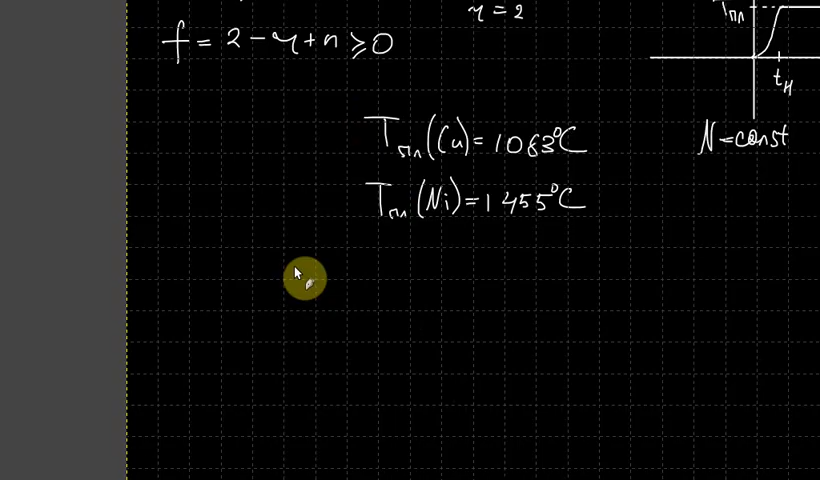 r = 2
f = 2 - r + n ⩾ 0
Tпл
tн
Tпл(Cu) = 1083°C
N = const
Tпл(Ni) = 1455°C